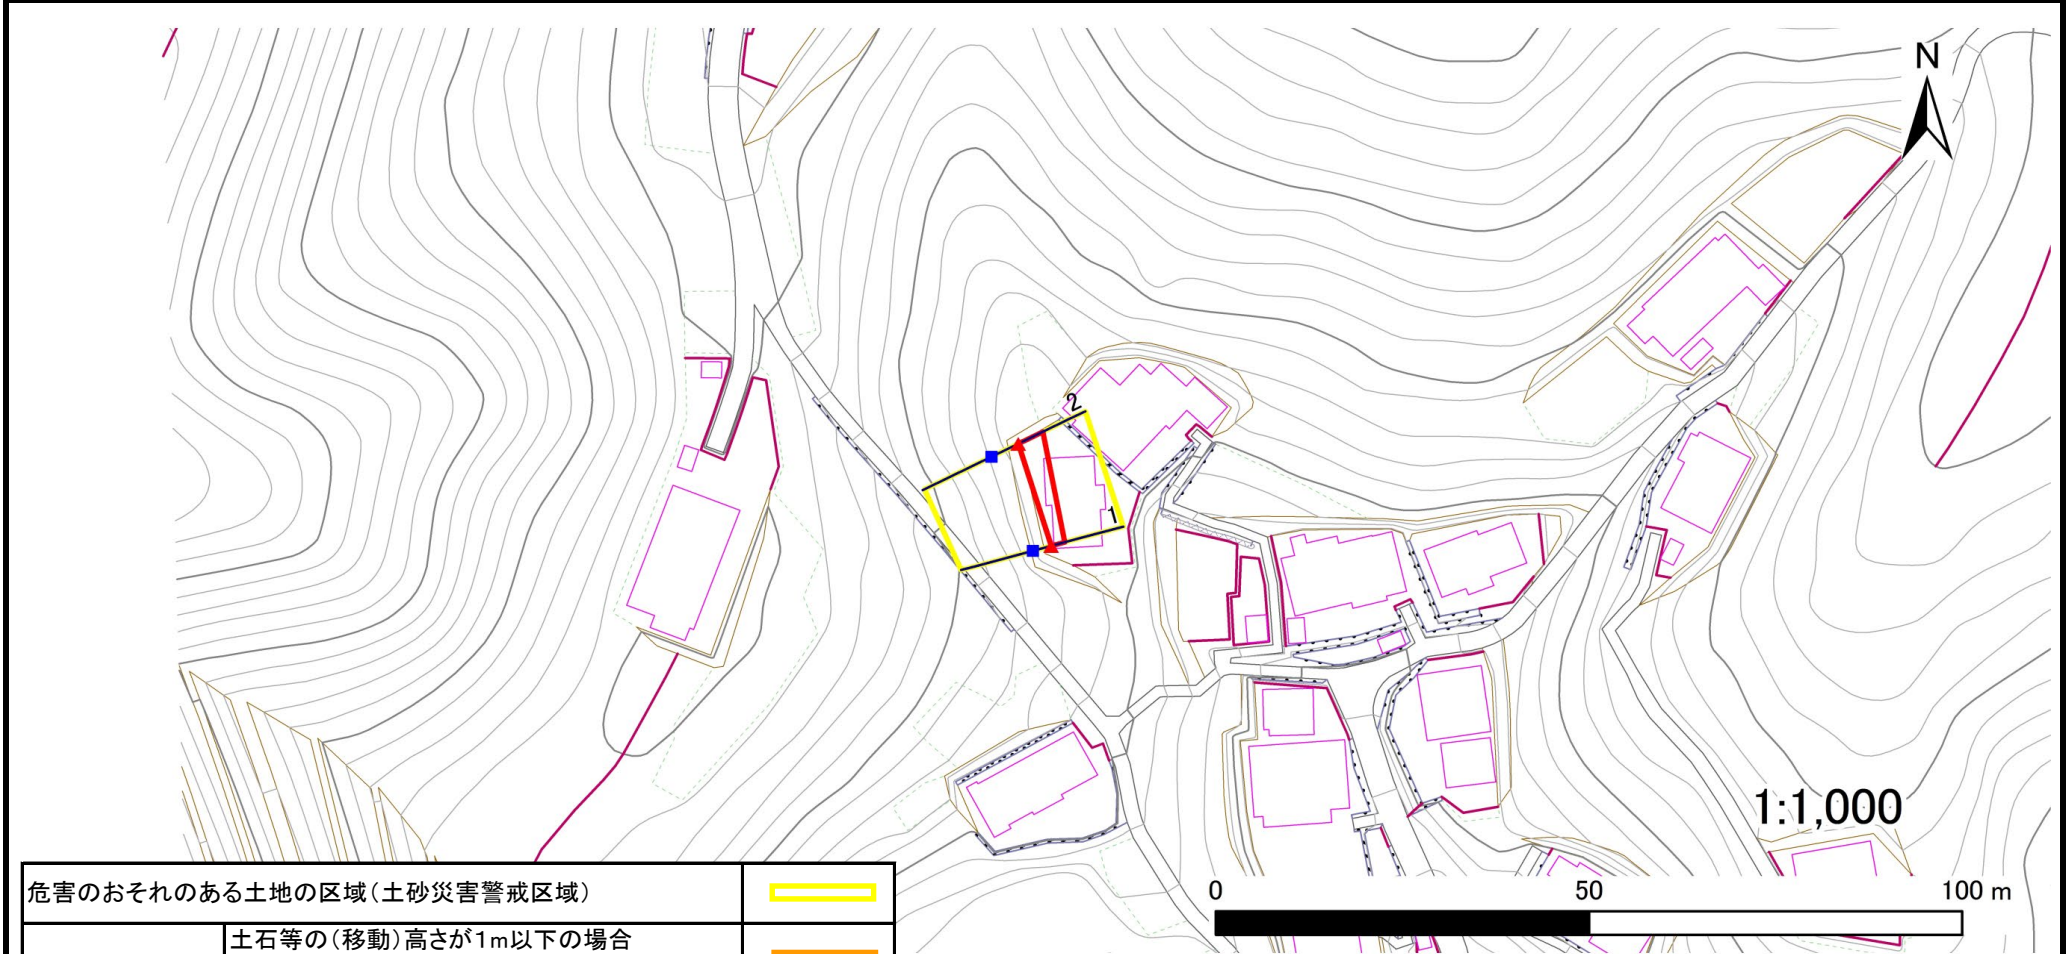 N
2
1
1:1,000
0 50 100 m
危害のおそれのある土地の区域(土砂災害警戒区域)
土石等の(移動)高さが1m以下の場合